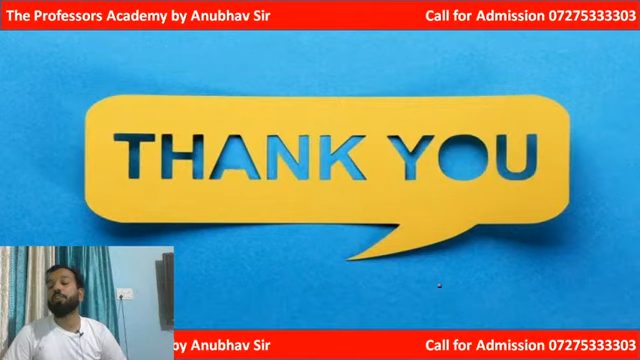 The Professors Academy by Anubhav Sir Call for Admission 07275333303
THANK YOU
by Anubhav Sir Call for Admission 07275333303